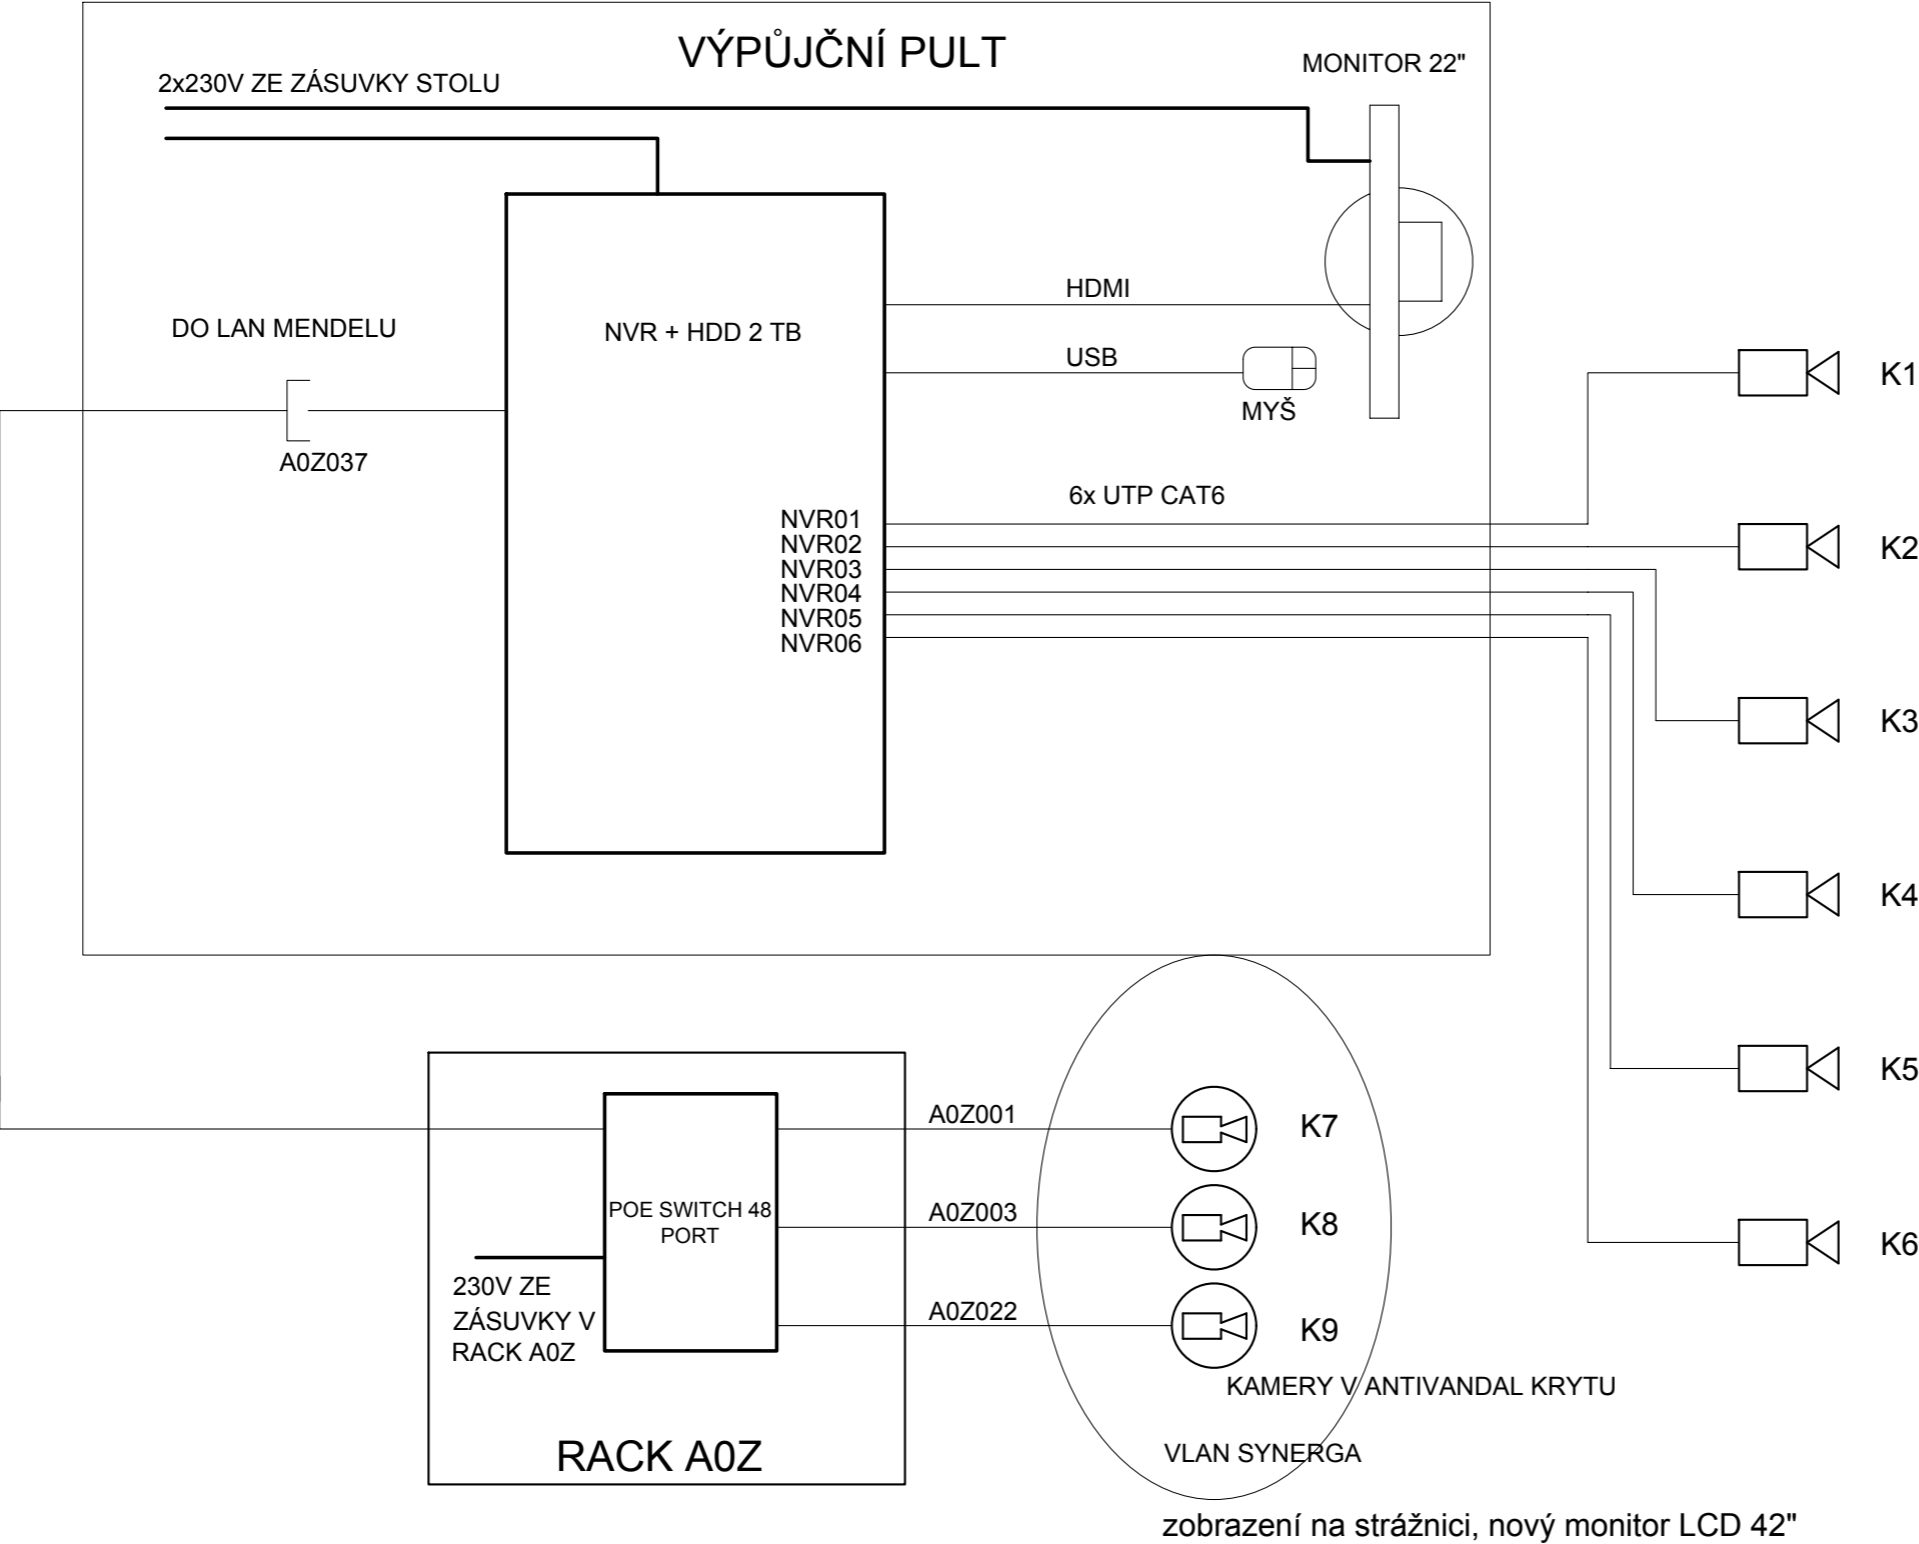 VÝPŮJČNÍ PULT
2x230V ZE ZÁSUVKY STOLU
MONITOR 22"
DO LAN MENDELU
A0Z037
NVR + HDD 2 TB
HDMI
USB
MYŠ
6x UTP CAT6
NVR01
NVR02
NVR03
NVR04
NVR05
NVR06
K1
K2
K3
K4
K5
K6
POE SWITCH 48
PORT
230V ZE
ZÁSUVKY V
RACK A0Z
RACK A0Z
A0Z001
K7
A0Z003
K8
A0Z022
K9
KAMERY V ANTIVANDAL KRYTU
VLAN SYNERGA
zobrazení na strážnici, nový monitor LCD 42"